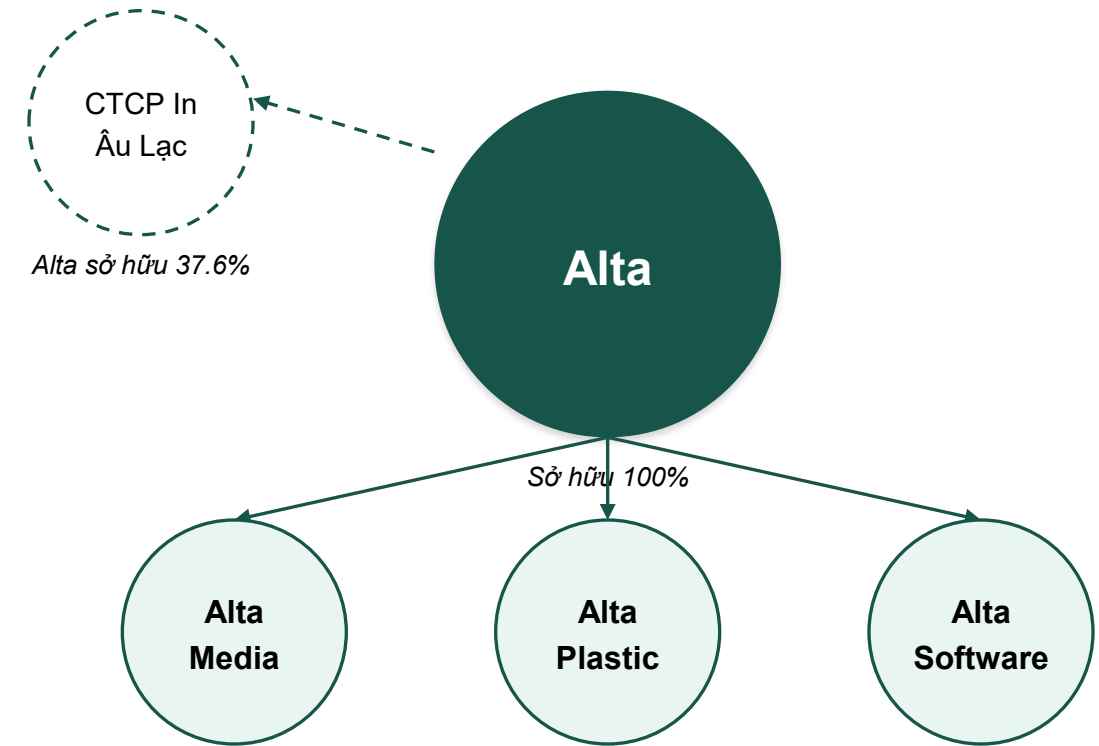 CTCP In
Âu Lạc
Alta sở hữu 37.6%
Alta
Sở hữu 100%
Alta
Media
Alta
Plastic
Alta
Software